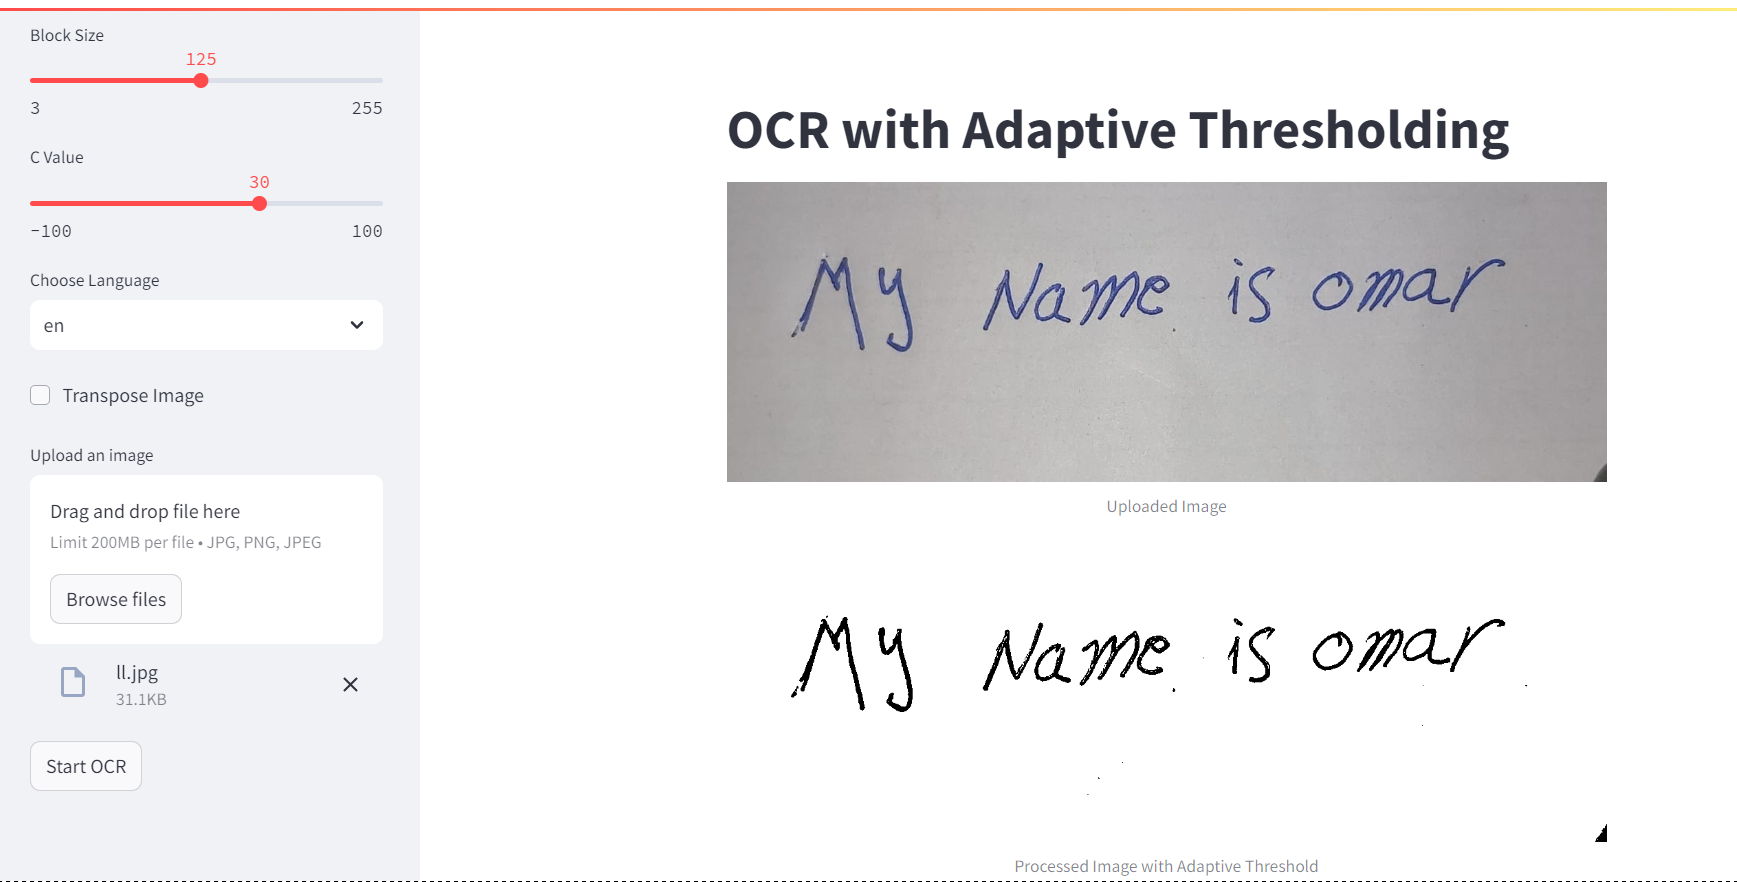 Block Size
125
3 255
C Value
30
-100 100
Choose Language
en
Transpose Image
Upload an image
Drag and drop file here
Limit 200MB per file • JPG, PNG, JPEG
Browse files
ll.jpg
31.1KB
Start OCR
OCR with Adaptive Thresholding
My Name is omar
Uploaded Image
My Name is omar
Processed Image with Adaptive Threshold